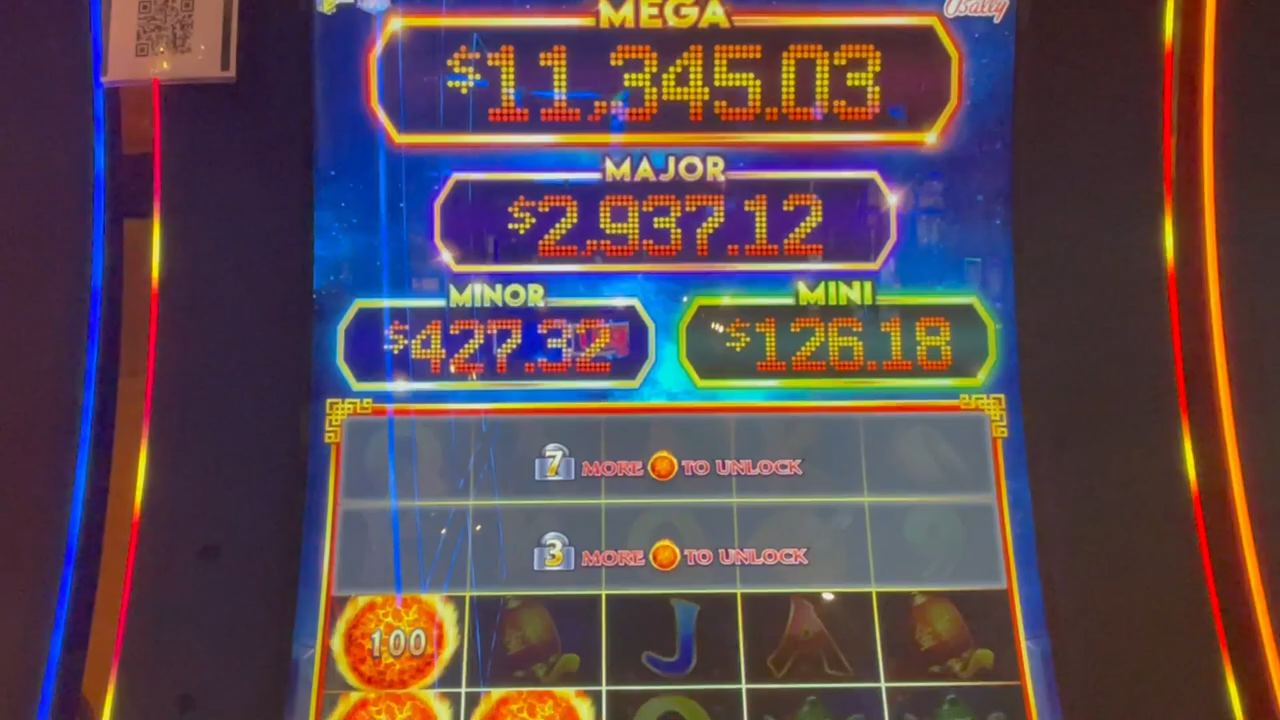 Bally
MEGA
$11,345.03
MAJOR
$2,937.12
MINOR
$427.32
MINI
$126.18
7 MORE TO UNLOCK
3 MORE TO UNLOCK
100
J A